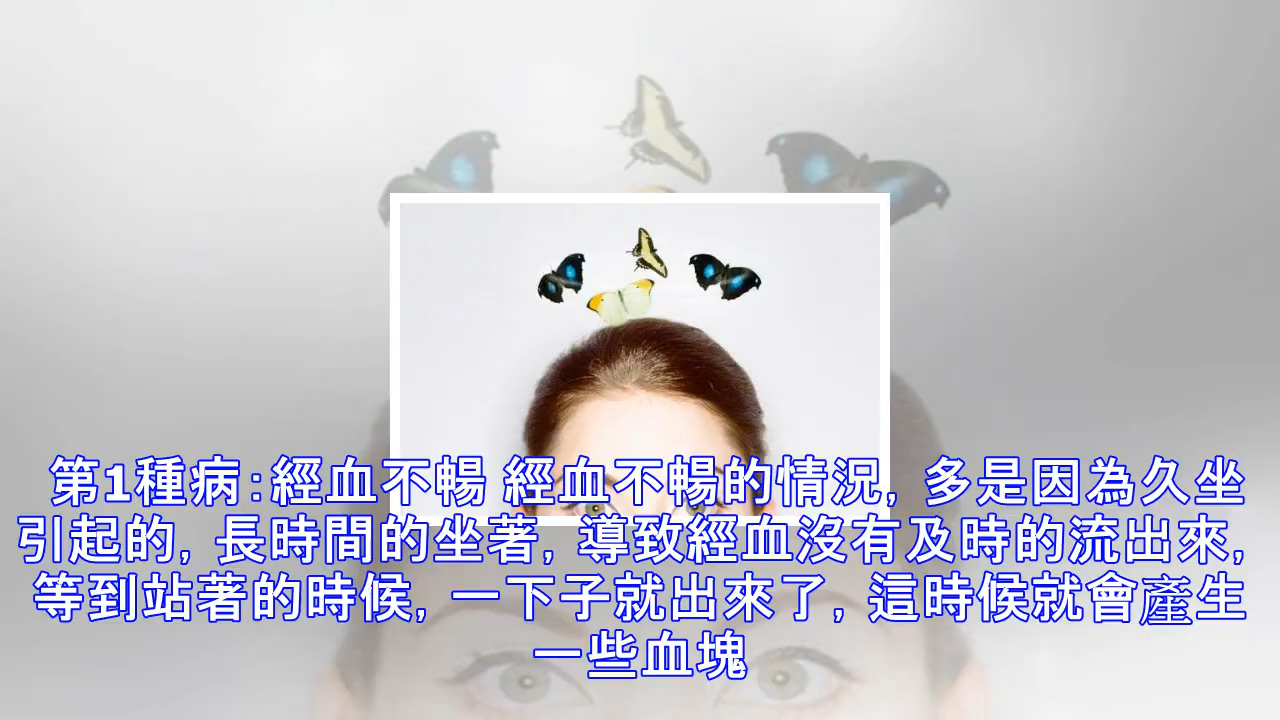 第1種病:經血不暢 經血不暢的情況, 多是因為久坐
引起的, 長時間的坐著, 導致經血沒有及時的流出來,
等到站著的時候, 一下子就出來了, 這時候就會產生
一些血塊